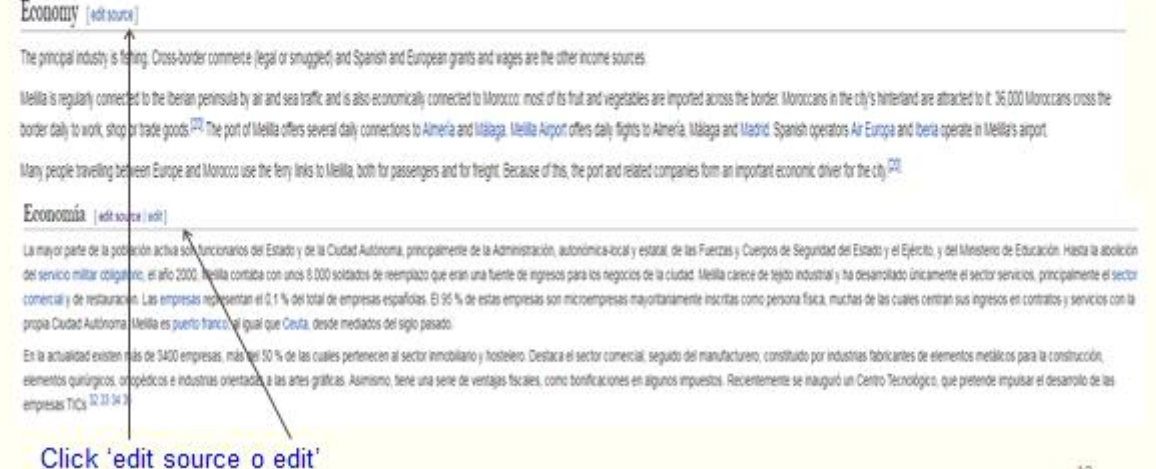 Economy [ edit source ]
The principal industry is fishing. Cross-border commerce (legal or smuggled) and Spanish and European grants and wages are the other income sources.
Melilla is regularly connected to the Iberian peninsula by air and sea traffic and is also economically connected to Morocco: most of its fruit and vegetables are imported across the border. Moroccans in the city's hinterland are attracted to it: 36,000 Moroccans cross the
border daily to work, shop or trade goods. The port of Melilla offers several daily connections to Almería and Málaga. Melilla Airport offers daily flights to Almería, Málaga and Madrid. Spanish operators Air Europa and Iberia operate in Melilla's airport.
Many people travelling between Europe and Morocco use the ferry links to Melilla, both for passengers and for freight. Because of this, the port and related companies form an important economic driver for the city.
Economía [ edit source | edit ]
La mayor parte de la población activa son funcionarios del Estado y de la Ciudad Autónoma, principalmente de la Administración, autonómica-local y estatal, de las Fuerzas y Cuerpos de Seguridad del Estado y el Ejército, y del Ministerio de Educación. Hasta la abolición
del servicio militar obligatorio, el año 2000, Melilla contaba con unos 8.000 soldados de reemplazo que eran una fuente de ingresos para los negocios de la ciudad. Melilla carece de tejido industrial y ha desarrollado únicamente el sector servicios, principalmente el sector
comercial y de restauración. Las empresas representan el 0,1 % del total de empresas españolas. El 95 % de estas empresas son microempresas mayoritariamente inscritas como persona física, muchas de las cuales centran sus ingresos en contratos y servicios con la
propia Ciudad Autónoma. Melilla es puerto franco, al igual que Ceuta, desde mediados del siglo pasado.
En la actualidad existen más de 3400 empresas, más del 50 % de las cuales pertenecen al sector inmobiliario y hostelero. Destaca el sector comercial, seguido del manufacturero, constituido por industrias fabricantes de elementos metálicos para la construcción,
elementos quirúrgicos, ortopédicos e industrias orientadas a las artes gráficas. Asimismo, tiene una serie de ventajas fiscales, como bonificaciones en algunos impuestos. Recientemente se inauguró un Centro Tecnológico, que pretende impulsar el desarrollo de las
empresas TICs 32 33 34
Click 'edit source o edit'